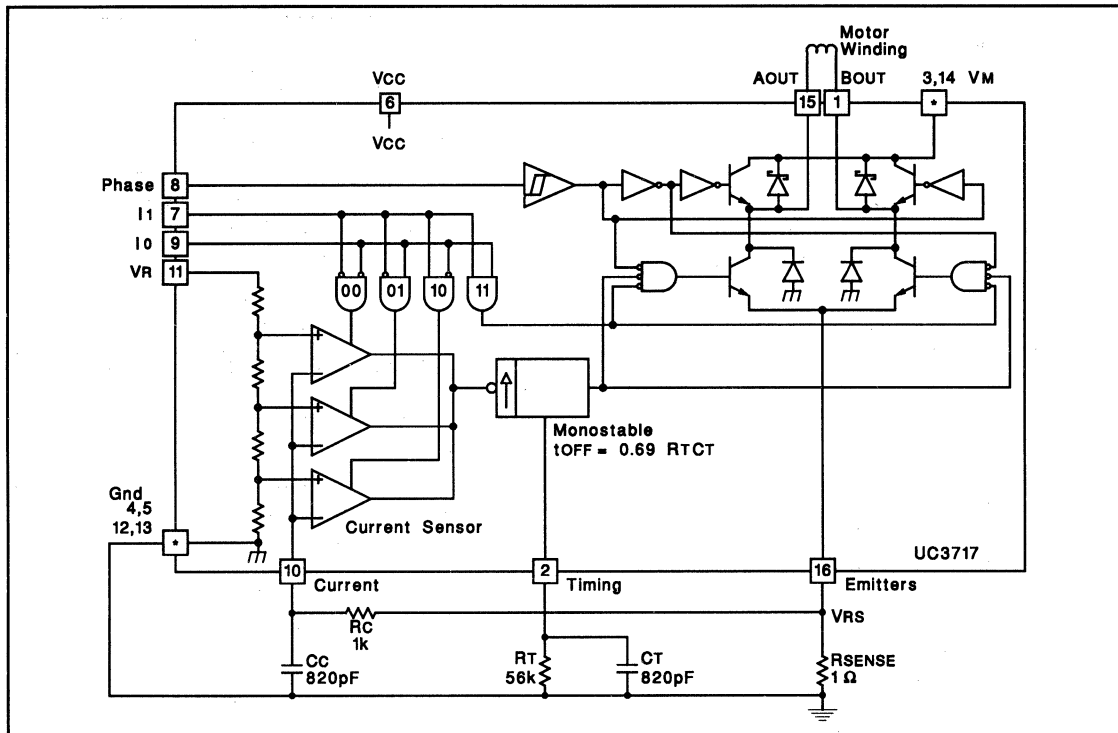 Motor
Winding
AOUT
BOUT
3,14 VM
VCC
6
VCC
15
1
*
Phase
8
I1
7
I0
9
VR
11
00
01
10
11
Monostable
tOFF = 0.69 RTCT
Gnd
4,5
12,13
*
Current Sensor
UC3717
10
Current
2
Timing
16
Emitters
VRS
RC
1k
CC
820pF
RT
56k
CT
820pF
RSENSE
1Ω